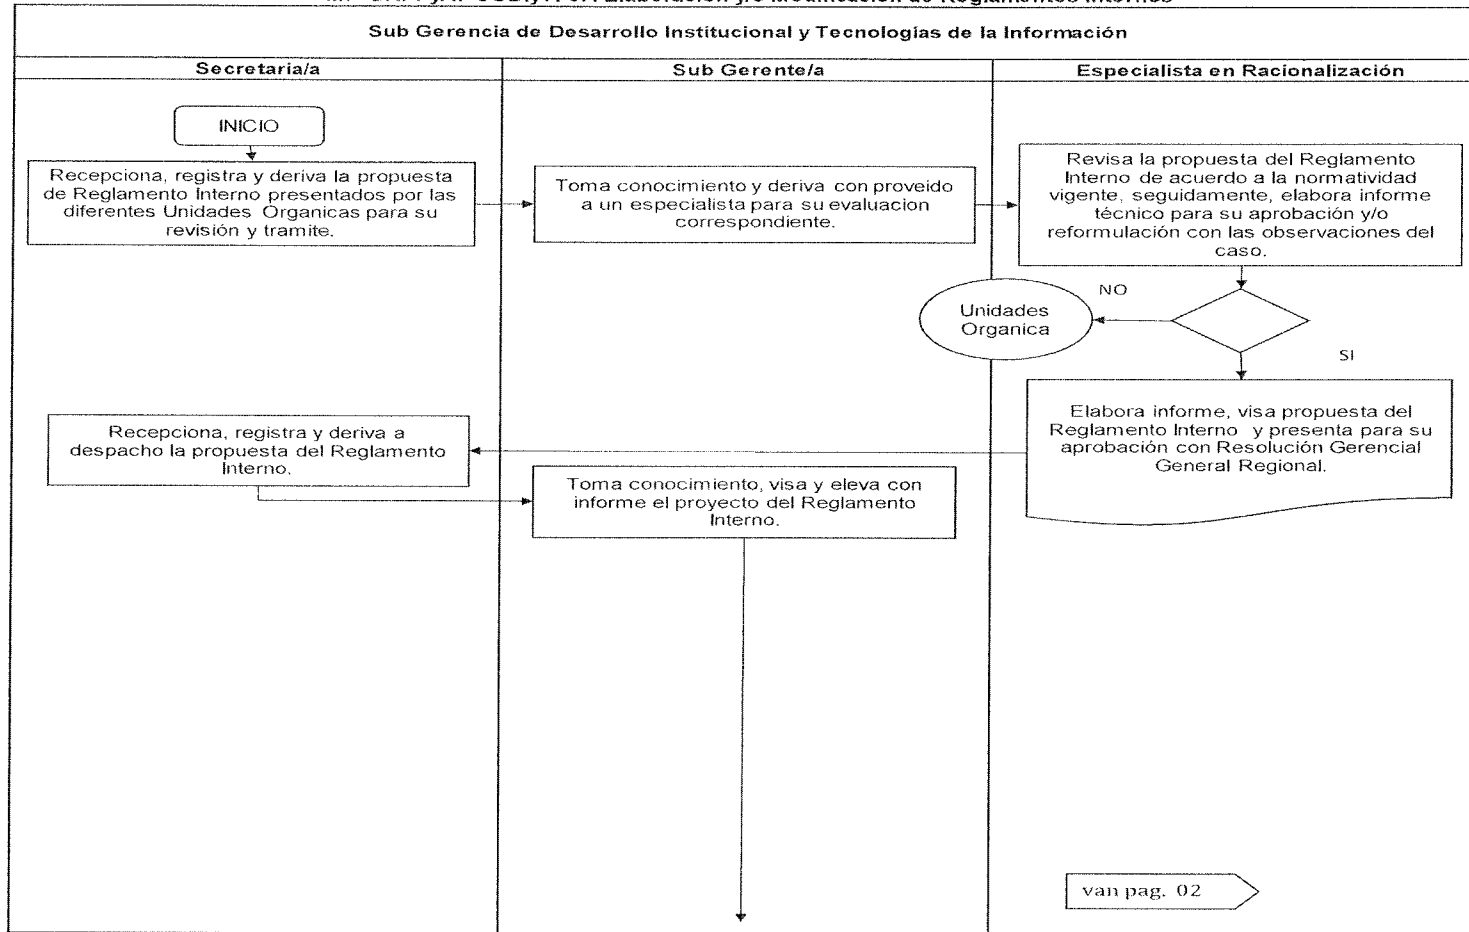 Elaboración y/o Modificación de Reglamentos Internos
Sub Gerencia de Desarrollo Institucional y Tecnologías de la Información
Secretaria/a
Sub Gerente/a
Especialista en Racionalización
INICIO
Recepciona, registra y deriva la propuesta
de Reglamento Interno presentados por las
diferentes Unidades Organicas para su
revisión y tramite.
Toma conocimiento y deriva con proveido
a un especialista para su evaluacion
correspondiente.
Revisa la propuesta del Reglamento
Interno de acuerdo a la normatividad
vigente, seguidamente, elabora informe
técnico para su aprobación y/o
reformulación con las observaciones del
caso.
NO
Unidades
Organica
SI
Elabora informe, visa propuesta del
Reglamento Interno y presenta para su
aprobación con Resolución Gerencial
General Regional.
Recepciona, registra y deriva a
despacho la propuesta del Reglamento
Interno.
Toma conocimiento, visa y eleva con
informe el proyecto del Reglamento
Interno.
van pag. 02